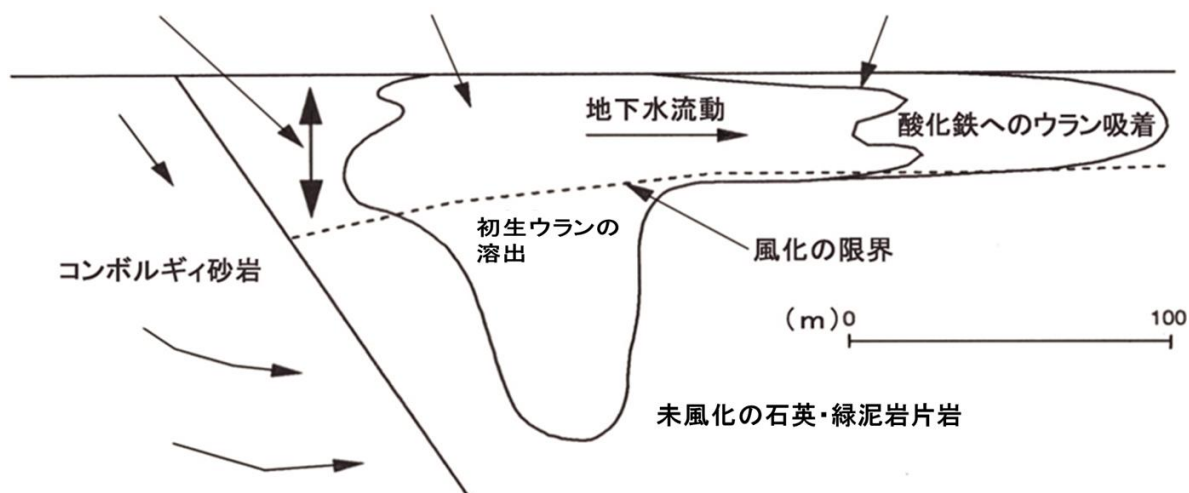 地下水流動
酸化鉄へのウラン吸着
初生ウランの
溶出
風化の限界
コンボルギィ砂岩
(m) 0 100
未風化の石英・緑泥岩片岩